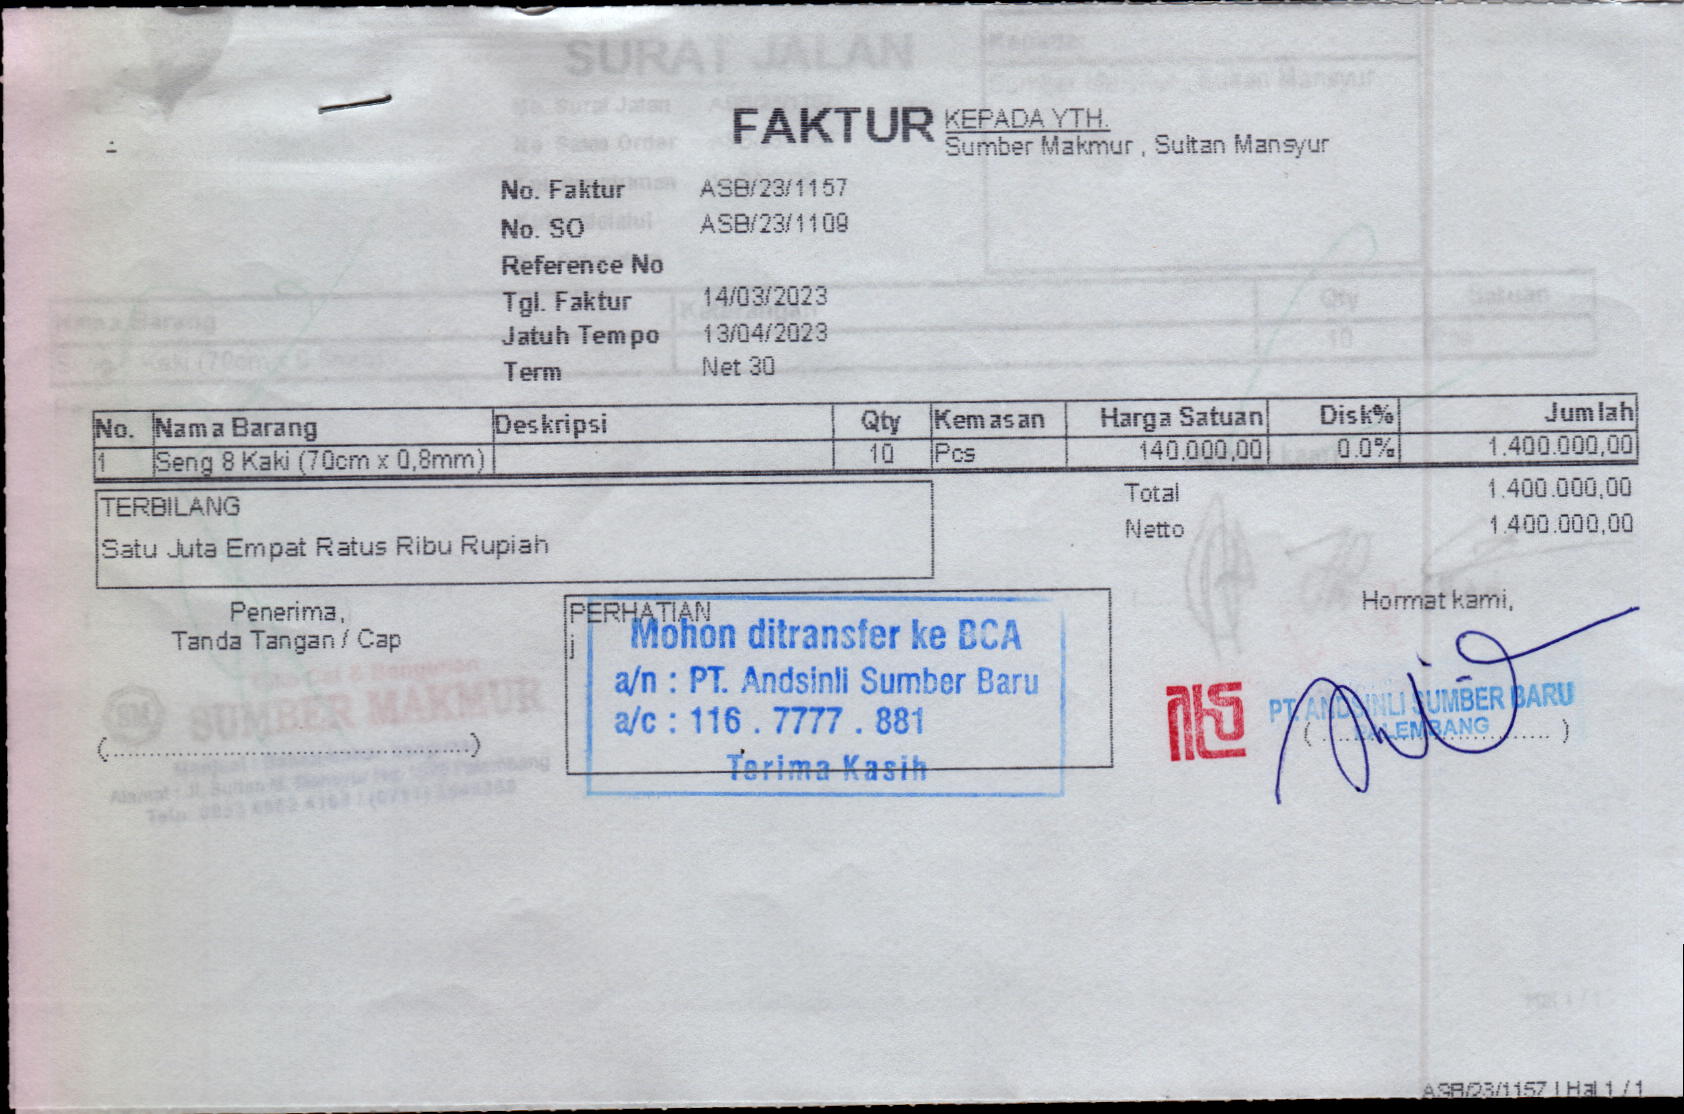 SURAT JALAN
FAKTUR
KEPADA YTH.
Sumber Makmur , Sultan Mansyur
No. Faktur ASB/23/1157
No. SO ASB/23/1109
Reference No
Tgl. Faktur 14/03/2023
Jatuh Tempo 13/04/2023
Term Net 30
No. Nama Barang Deskripsi Qty Kemasan Harga Satuan Disk% Jumlah
1 Seng 8 Kaki (70cm x 0,8mm) 10 Pcs 140.000,00 0.0% 1.400.000,00
TERBILANG
Satu Juta Empat Ratus Ribu Rupiah
Total 1.400.000,00
Netto 1.400.000,00
Penerima,
Tanda Tangan / Cap
SUMBER MAKMUR
PERHATIAN
j
Mohon ditransfer ke BCA
a/n : PT. Andsinli Sumber Baru
a/c : 116 . 7777 . 881
Terima Kasih
Hormat kami,
PT. ANDSINLI SUMBER BARU
PALEMBANG
ASB/23/1157 | Hal 1 / 1